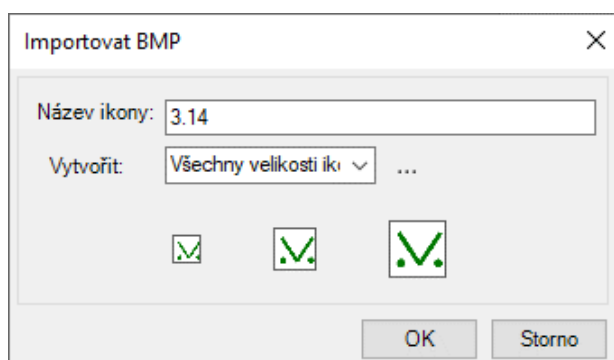 Importovat BMP
Název ikony: 3.14
Vytvořit: Všechny velikosti ik ...
OK Storno